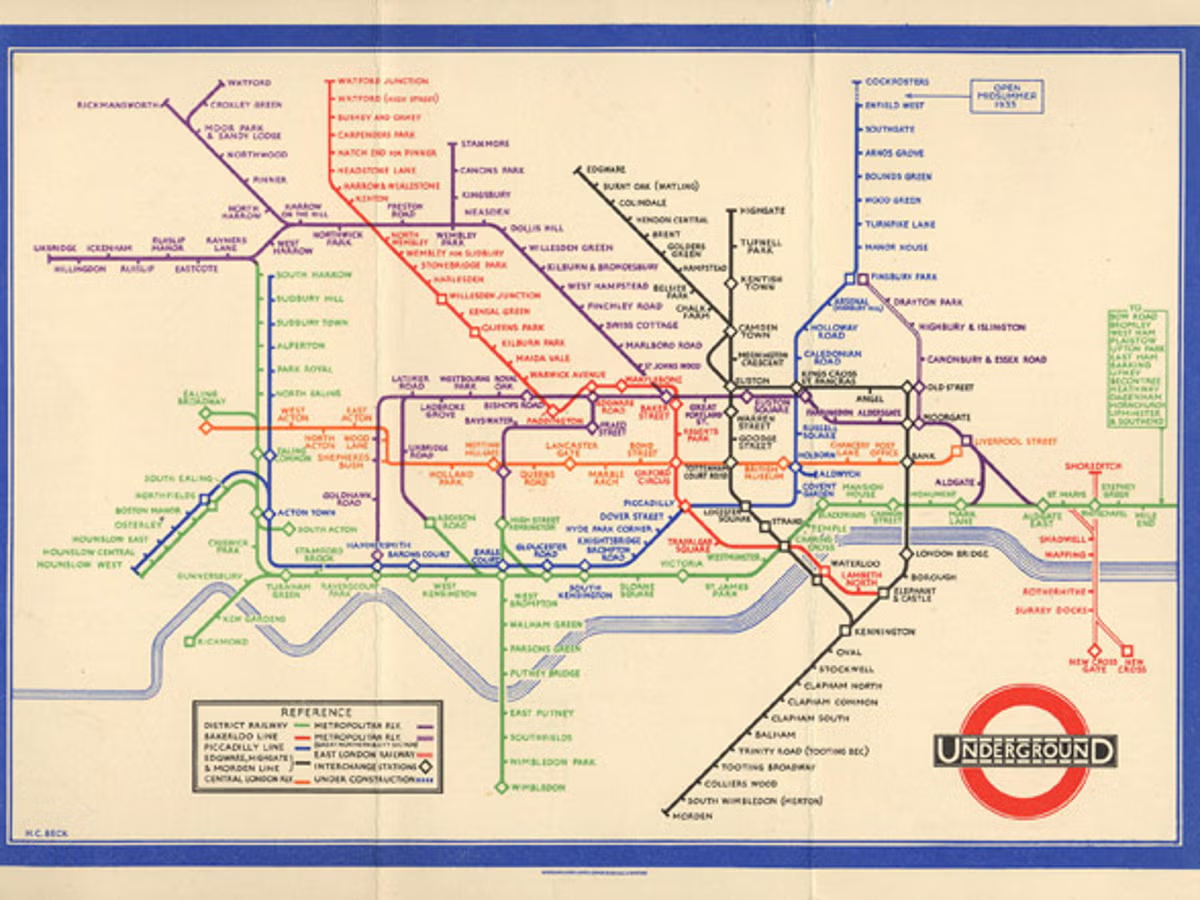 WATFORD
CROXLEY GREEN
RICKMANSWORTH
MOOR PARK
& SANDY LODGE
NORTHWOOD
PINNER
NORTH
HARROW
HARROW
ON THE HILL
NORTHWICK
PARK
PRESTON
ROAD
WEMBLEY
PARK
NEASDEN
KINGSBURY
CANONS PARK
STANMORE
DOLLIS HILL
WILLESDEN GREEN
KILBURN & BRONDESBURY
WEST HAMPSTEAD
FINCHLEY ROAD
SWISS COTTAGE
MARLBORO ROAD
ST. JOHNS WOOD
UXBRIDGE
ICKENHAM
RUISLIP
MANOR
RAYNERS
LANE
WEST
HARROW
HILLINGDON
RUISLIP
EASTCOTE
WATFORD JUNCTION
WATFORD (HIGH STREET)
BUSHEY AND OXHEY
CARPENDERS PARK
HATCH END FOR PINNER
HEADSTONE LANE
HARROW & WEALDSTONE
KENTON
NORTH
WEMBLEY
WEMBLEY FOR SUDBURY
STONEBRIDGE PARK
HARLESDEN
WILLESDEN JUNCTION
KENSAL GREEN
QUEENS PARK
KILBURN PARK
MAIDA VALE
WARWICK AVENUE
PADDINGTON
EDGWARE
ROAD
MARYLEBONE
BAKER
STREET
REGENTS
PARK
OXFORD
CIRCUS
PICCADILLY
TRAFALGAR
SQUARE
CHARING
CROSS
WATERLOO
LAMBETH
NORTH
ELEPHANT
& CASTLE
SOUTH HARROW
SUDBURY HILL
SUDBURY TOWN
ALPERTON
PARK ROYAL
NORTH EALING
EALING
BROADWAY
EALING
COMMON
WEST
ACTON
EAST
ACTON
NORTH
ACTON
WOOD
LANE
SHEPHERDS
BUSH
HOLLAND
PARK
NOTTING
HILL GATE
QUEENS
ROAD
LANCASTER
GATE
MARBLE
ARCH
BOND
STREET
TOTTENHAM
COURT ROAD
BRITISH
MUSEUM
CHANCERY
LANE
POST
OFFICE
BANK
LIVERPOOL STREET
LATIMER
ROAD
WESTBOURNE
PARK
ROYAL
OAK
LADBROKE
GROVE
BISHOPS ROAD
BAYSWATER
PRAED
STREET
UXBRIDGE
ROAD
GOLDHAWK
ROAD
GREAT
PORTLAND
ST.
EUSTON
SQUARE
FARRINGDON
ALDERSGATE
MOORGATE
ALDGATE
SOUTH EALING
NORTHFIELDS
BOSTON MANOR
OSTERLEY
HOUNSLOW EAST
HOUNSLOW CENTRAL
HOUNSLOW WEST
ACTON TOWN
SOUTH ACTON
CHISWICK
PARK
GUNNERSBURY
KEW GARDENS
RICHMOND
TURNHAM
GREEN
STAMFORD
BROOK
RAVENSCOURT
PARK
HAMMERSMITH
BARONS COURT
WEST
KENSINGTON
ADDISON
ROAD
EARLS
COURT
HIGH STREET
KENSINGTON
GLOUCESTER
ROAD
SOUTH
KENSINGTON
BROMPTON
ROAD
KNIGHTSBRIDGE
HYDE PARK CORNER
DOVER STREET
SLOANE
SQUARE
VICTORIA
ST. JAMES
PARK
WESTMINSTER
TEMPLE
BLACKFRIARS
MANSION
HOUSE
CANNON
STREET
MONUMENT
MARK
LANE
ALDGATE
EAST
ST. MARYS
WHITECHAPEL
STEPNEY
GREEN
MILE
END
TO
BOW ROAD
BROMLEY
WEST HAM
PLAISTOW
UPTON PARK
EAST HAM
BARKING
UPNEY
BECONTREE
HEATHWAY
DAGENHAM
HORNCHURCH
UPMINSTER
& SOUTHEND
WEST
BROMPTON
WALHAM GREEN
PARSONS GREEN
PUTNEY BRIDGE
EAST PUTNEY
SOUTHFIELDS
WIMBLEDON PARK
WIMBLEDON
EDGWARE
BURNT OAK (WATLING)
COLINDALE
HENDON CENTRAL
BRENT
GOLDERS
GREEN
HAMPSTEAD
BELSIZE
PARK
CHALK
FARM
HIGHGATE
TUFNELL
PARK
KENTISH
TOWN
CAMDEN
TOWN
MORNINGTON
CRESCENT
EUSTON
WARREN
STREET
GOODGE
STREET
LEICESTER
SQUARE
STRAND
KINGS CROSS
ST. PANCRAS
ANGEL
OLD STREET
LONDON BRIDGE
BOROUGH
KENNINGTON
OVAL
STOCKWELL
CLAPHAM NORTH
CLAPHAM COMMON
CLAPHAM SOUTH
BALHAM
TRINITY ROAD (TOOTING BEC)
TOOTING BROADWAY
COLLIERS WOOD
SOUTH WIMBLEDON (MERTON)
MORDEN
COCKFOSTERS
OPEN
MIDSUMMER
1933
ENFIELD WEST
SOUTHGATE
ARNOS GROVE
BOUNDS GREEN
WOOD GREEN
TURNPIKE LANE
MANOR HOUSE
FINSBURY PARK
ARSENAL
(HIGHBURY HILL)
HOLLOWAY
ROAD
CALEDONIAN
ROAD
RUSSELL
SQUARE
HOLBORN
ALDWYCH
COVENT
GARDEN
DRAYTON PARK
HIGHBURY & ISLINGTON
CANONBURY & ESSEX ROAD
SHOREDITCH
SHADWELL
WAPPING
ROTHERHITHE
SURREY DOCKS
NEW CROSS
GATE
NEW
CROSS
REFERENCE
DISTRICT RAILWAY
BAKERLOO LINE
PICCADILLY LINE
EDGWARE, HIGHGATE
& MORDEN LINE
CENTRAL LONDON RLY
METROPOLITAN RLY.
METROPOLITAN RLY.
(GREAT NORTHERN & CITY SECTION)
EAST LONDON RAILWAY
INTERCHANGE STATIONS
UNDER CONSTRUCTION
UNDERGROUND
H.C. BECK